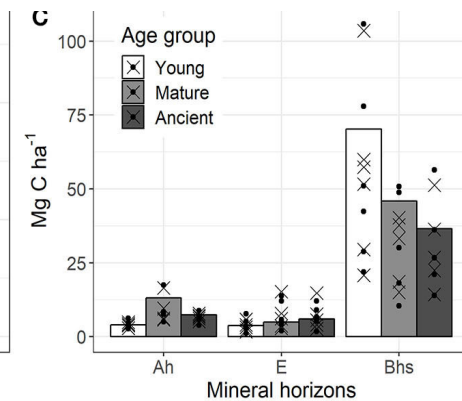 C
Age group
Young
Mature
Ancient
100
75
50
25
0
Mg C ha-1
Ah E Bhs
Mineral horizons